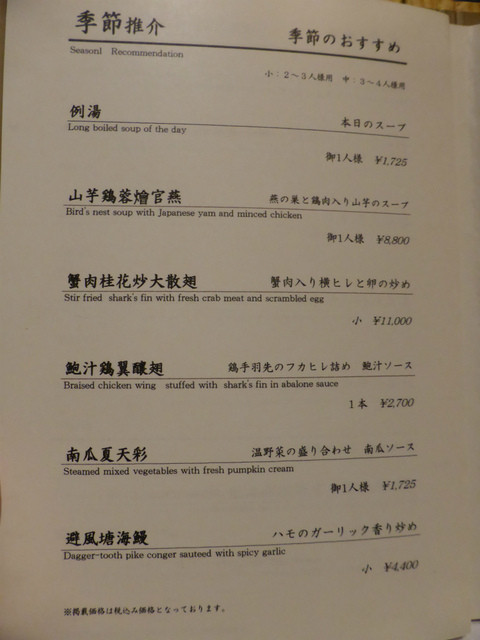 季節推介
季節のおすすめ
Seasonl Recommendation
小：2～3人様用 中：3～4人様用
例湯
本日のスープ
Long boiled soup of the day
御1人様 ¥1,725
山芋鶏蓉燴官燕
燕の巣と鶏肉入り山芋のスープ
Bird's nest soup with Japanese yam and minced chicken
御1人様 ¥8,800
蟹肉桂花炒大散翅
蟹肉入り横ヒレと卵の炒め
Stir fried shark's fin with fresh crab meat and scrambled egg
小 ¥11,000
鮑汁鶏翼釀翅
鶏手羽先のフカヒレ詰め 鮑汁ソース
Braised chicken wing stuffed with shark's fin in abalone sauce
1本 ¥2,700
南瓜夏天彩
温野菜の盛り合わせ 南瓜ソース
Steamed mixed vegetables with fresh pumpkin cream
御1人様 ¥1,725
避風塘海鰻
ハモのガーリック香り炒め
Dagger-tooth pike conger sauteed with spicy garlic
小 ¥4,400
※掲載価格は税込み価格となっております。